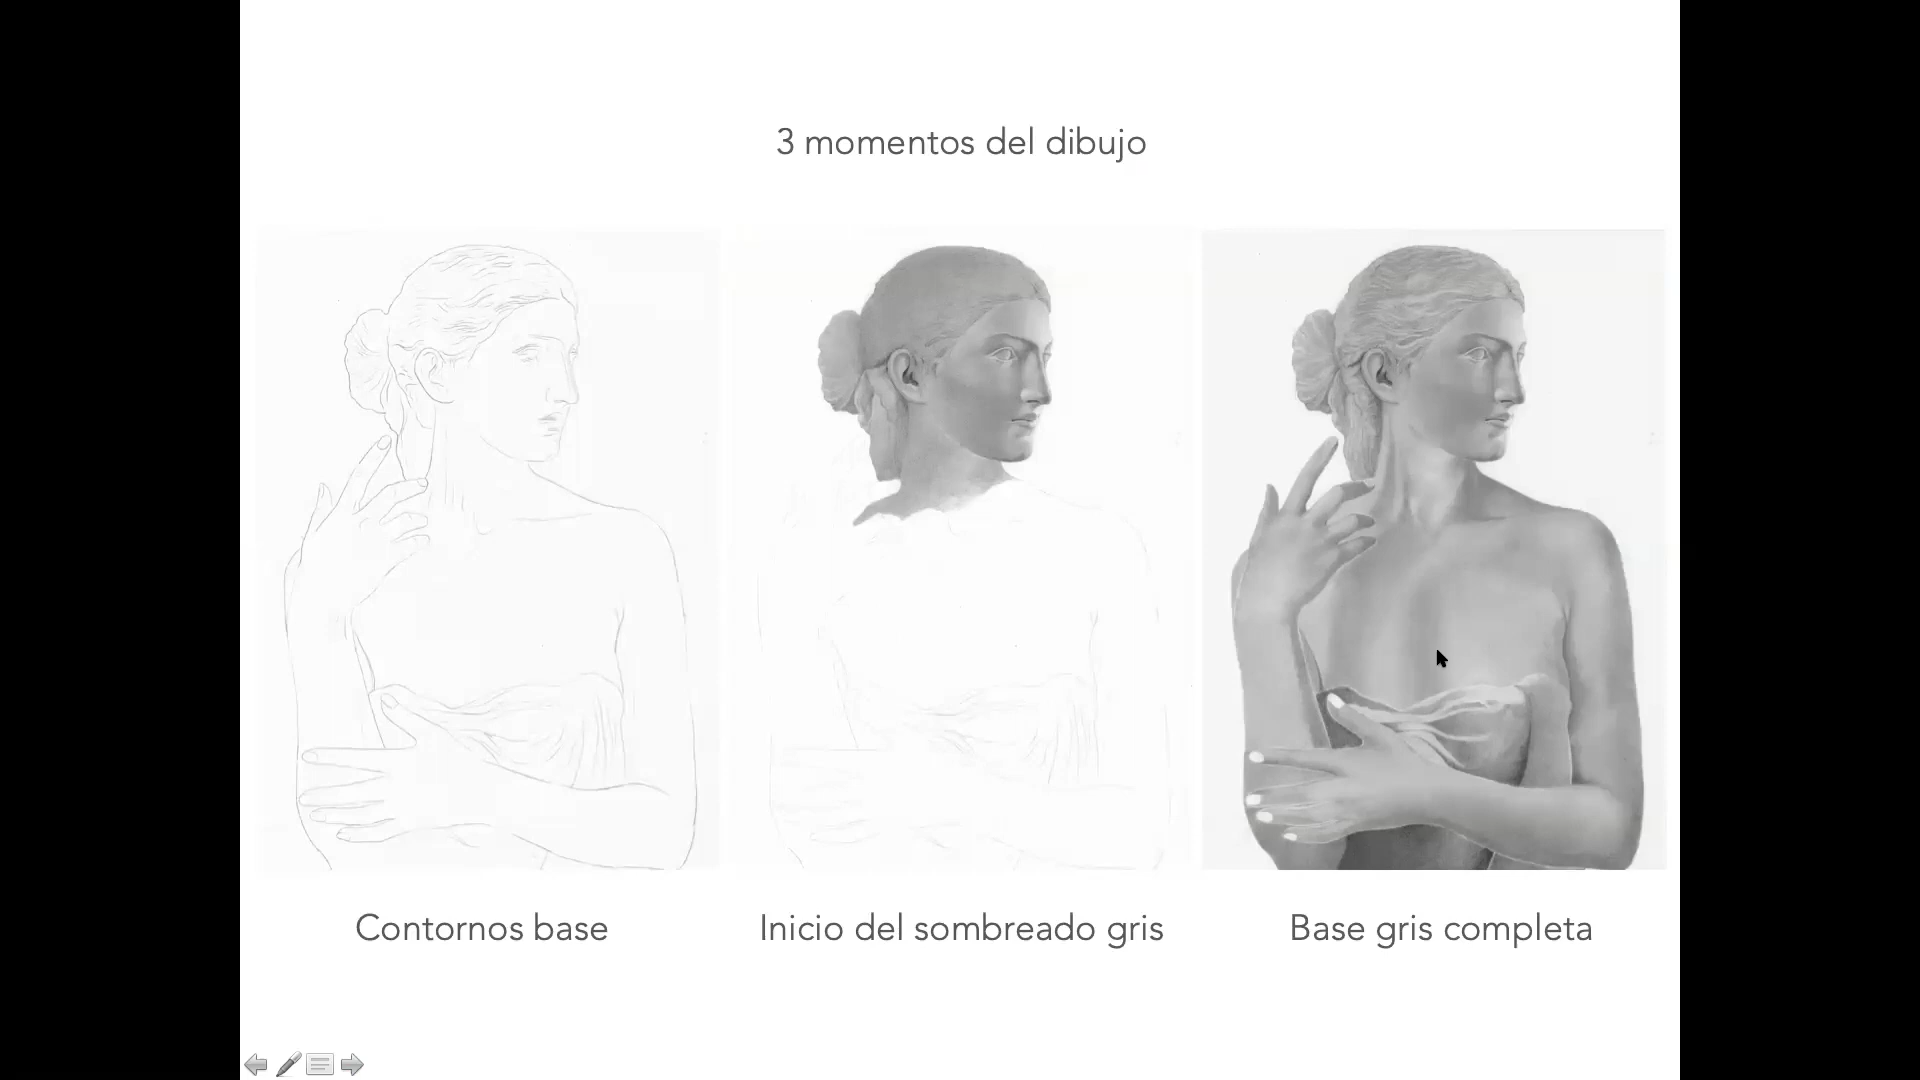 3 momentos del dibujo
Contornos base
Inicio del sombreado gris
Base gris completa